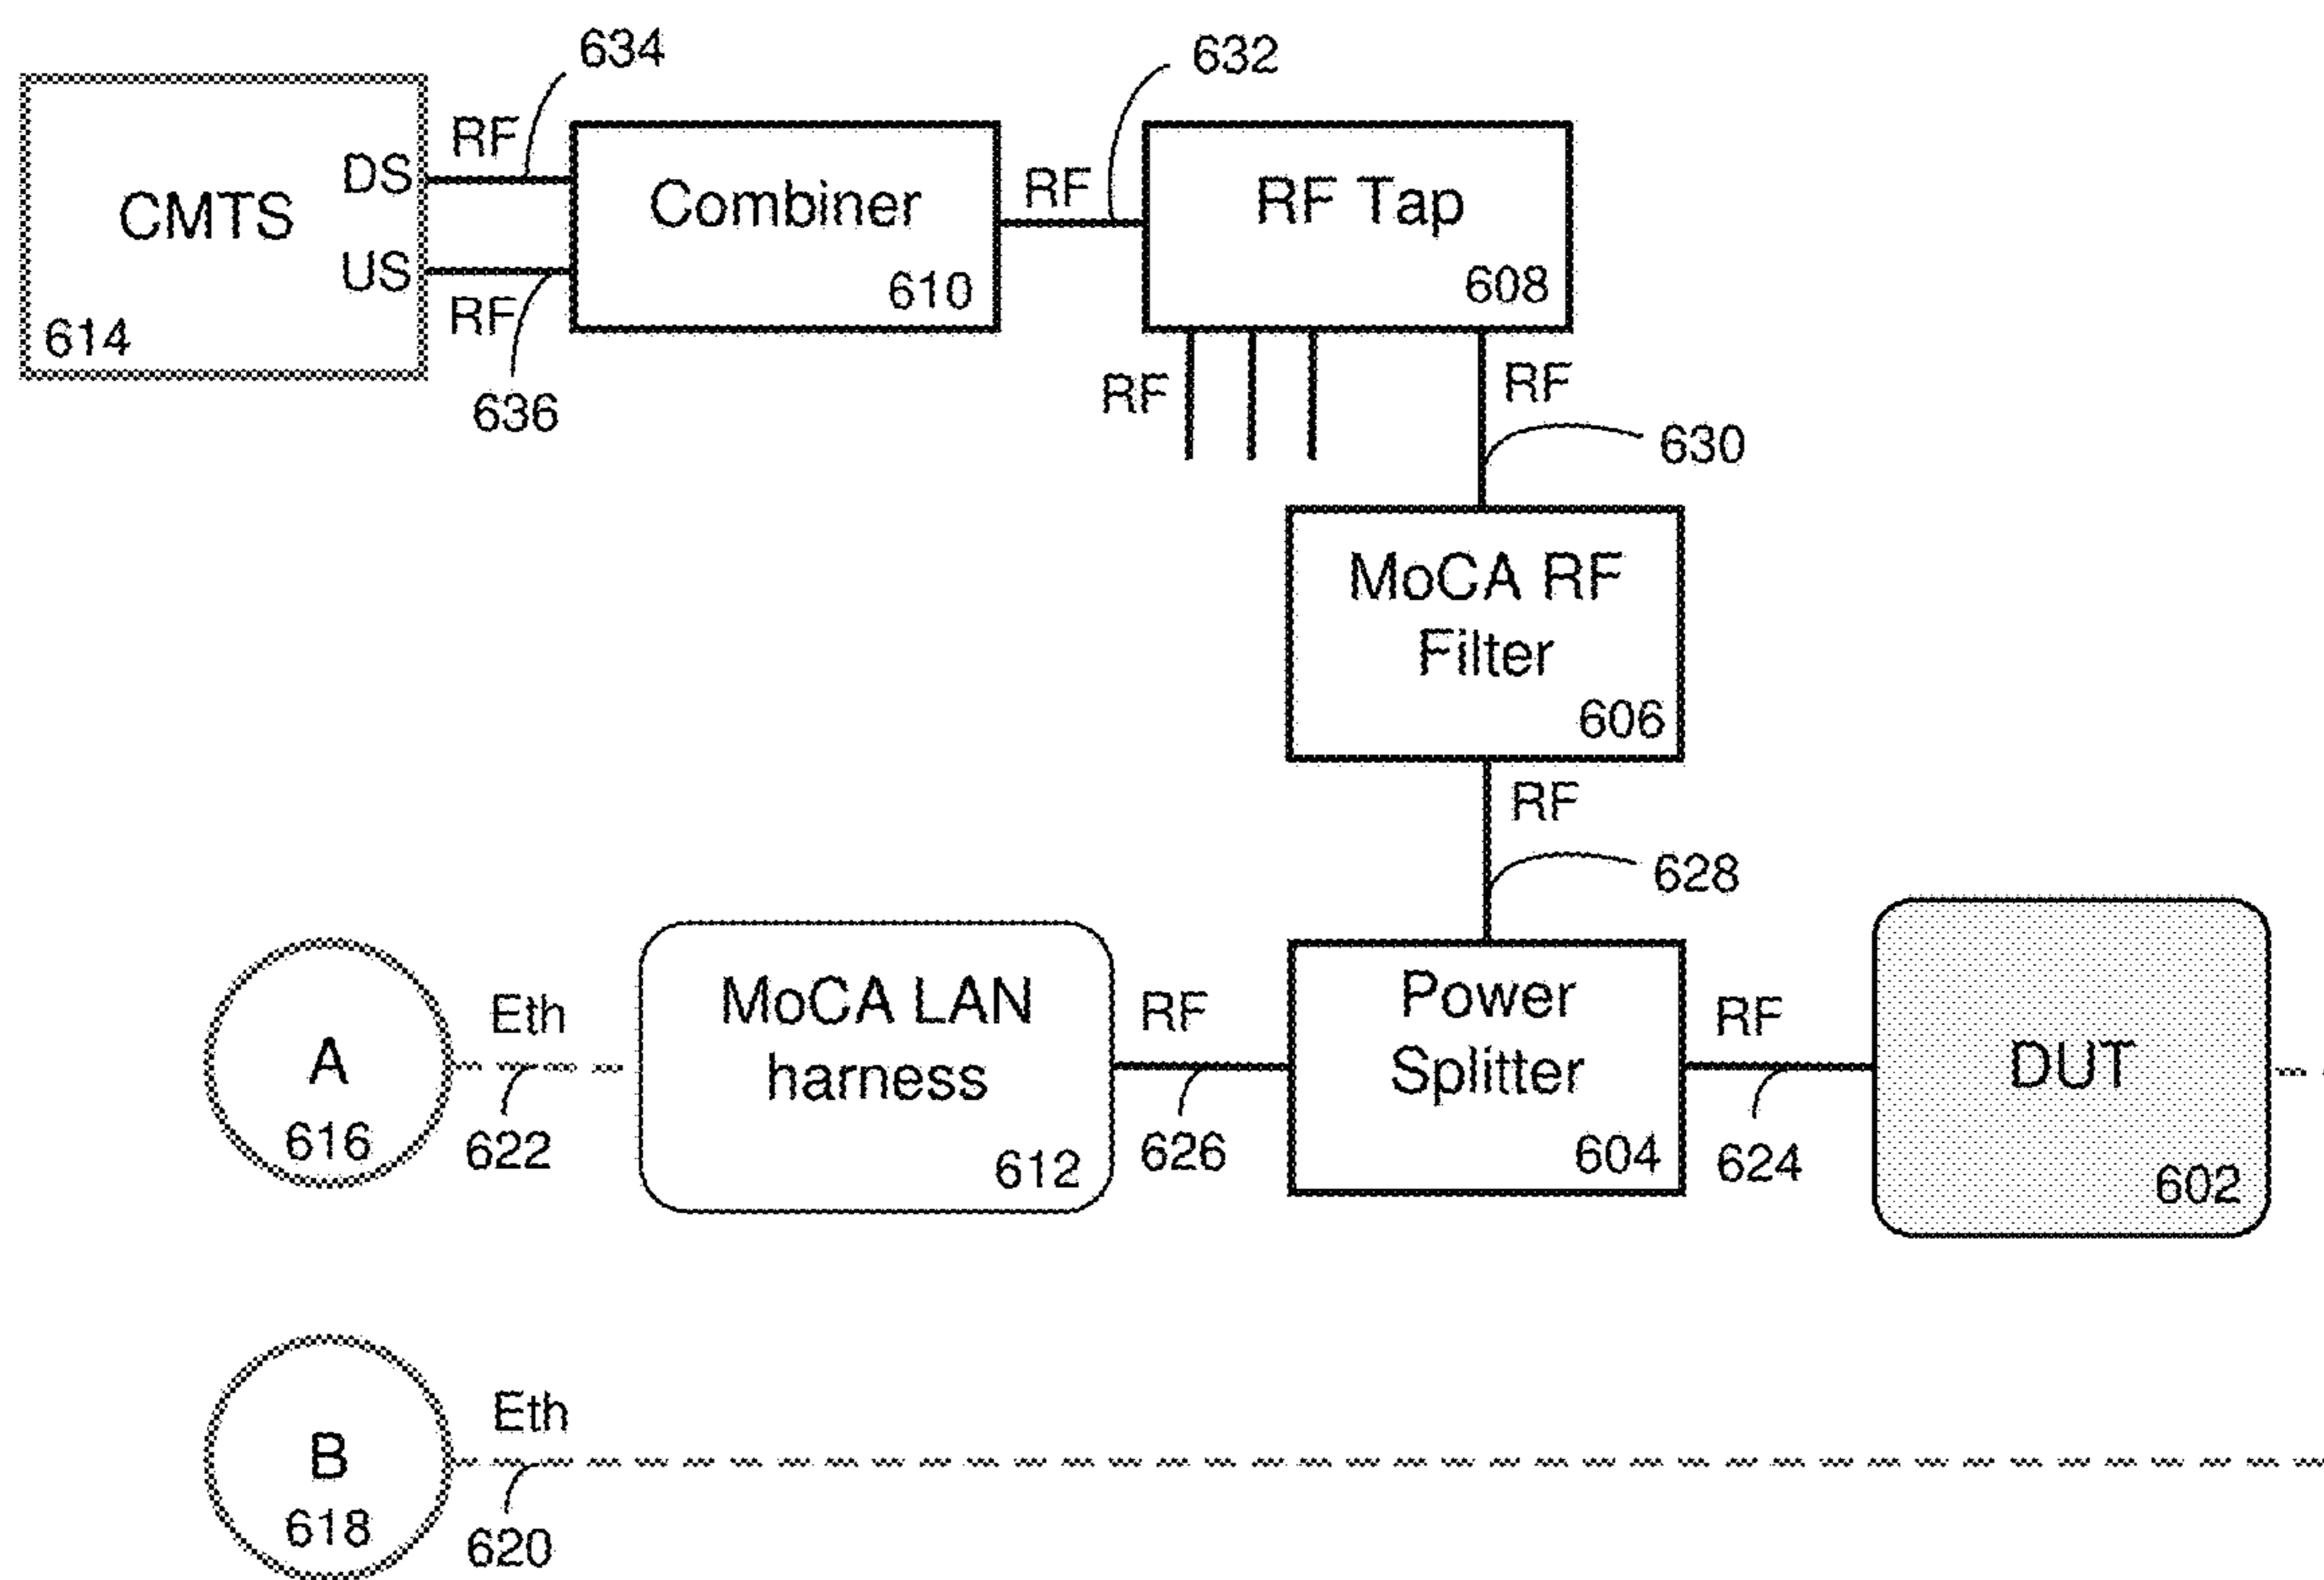 634
632
RF
DS
CMTS
US
RF
614
636
Combiner
610
RF
RF Tap
608
RF
RF
630
MoCA RF
Filter
606
RF
628
A
616
Eth
622
MoCA LAN
harness
612
RF
626
Power
Splitter
604
RF
624
DUT
602
B
618
Eth
620